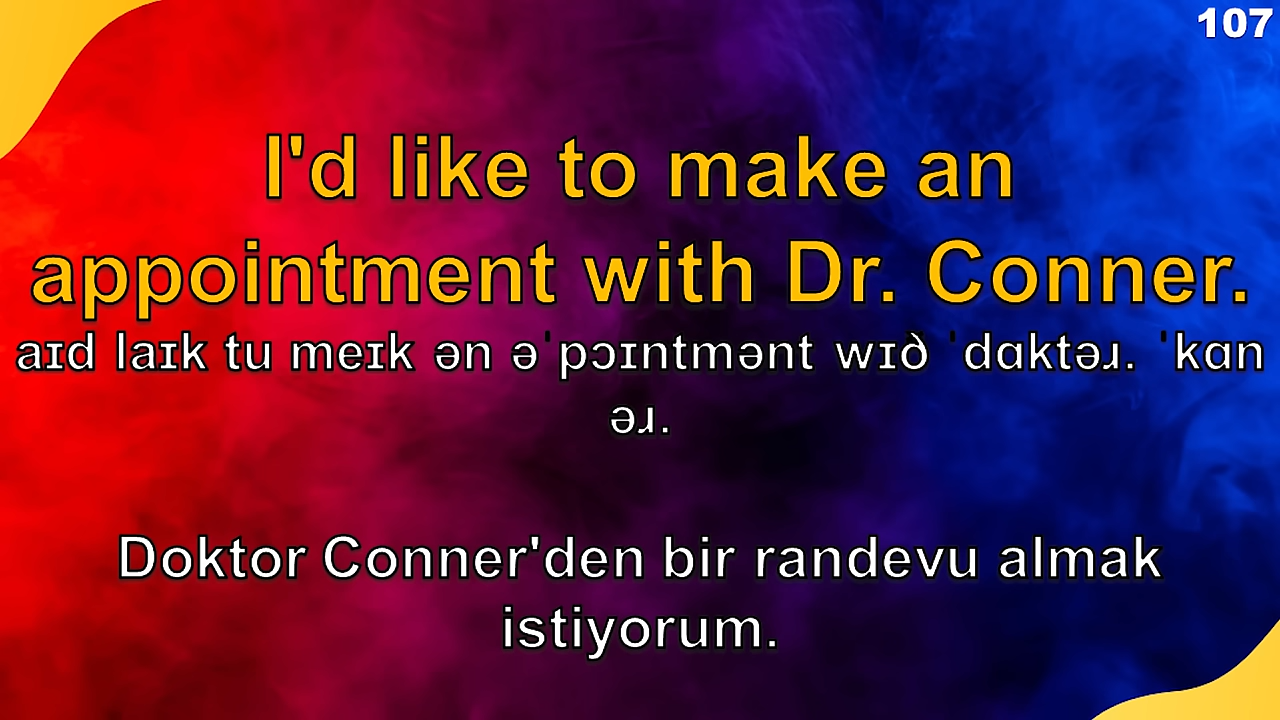 107
I'd like to make an
appointment with Dr. Conner.
aɪd laɪk tu meɪk ən əˈpɔɪntmənt wɪð ˈdɑktəɹ. ˈkɑn
əɹ.
Doktor Conner'den bir randevu almak
istiyorum.